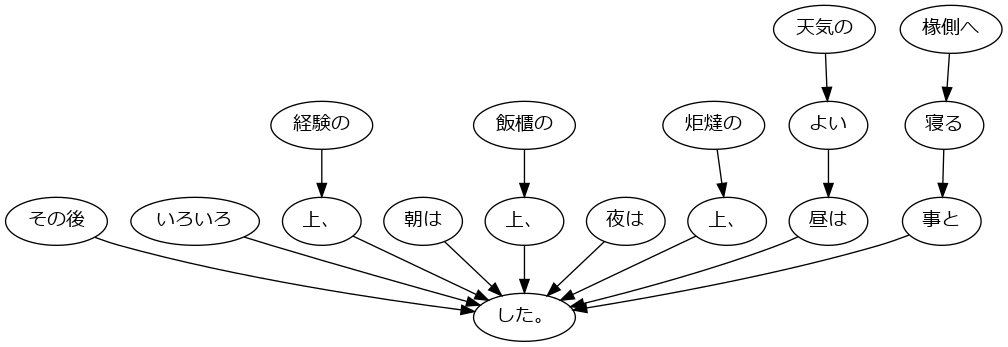 天気の
椽側へ
経験の
飯櫃の
炬燵の
よい
寝る
その後
いろいろ
上、
朝は
上、
夜は
上、
昼は
事と
した。